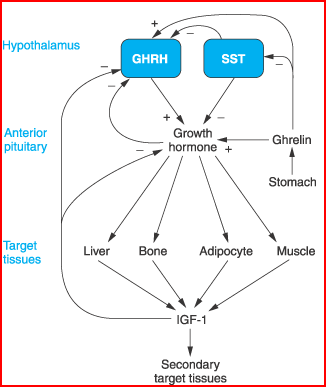 +
−
Hypothalamus
GHRH
SST
−
−
−
+
−
Anterior
pituitary
Growth
hormone
−
+
Ghrelin
Stomach
Target
tissues
Liver
Bone
Adipocyte
Muscle
IGF-1
Secondary
target tissues